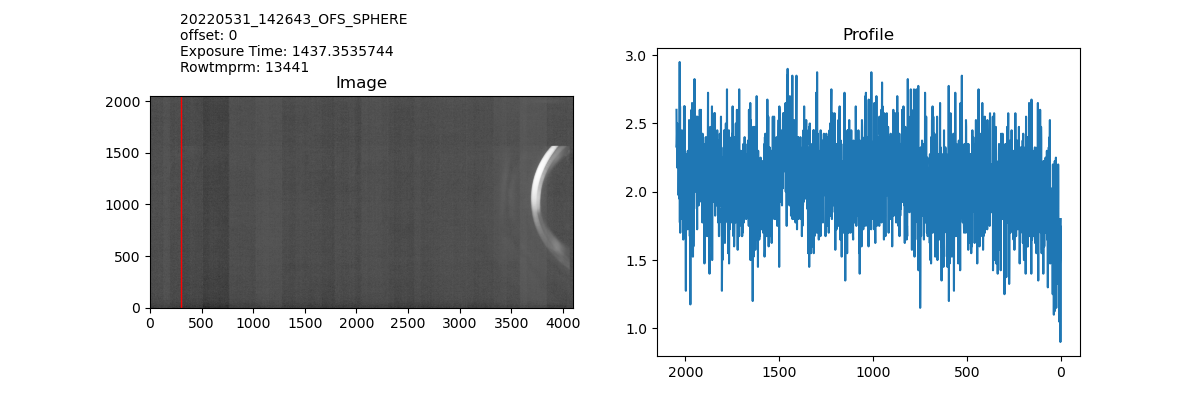 20220531_142643_OFS_SPHERE
offset: 0
Exposure Time: 1437.3535744
Rowtmprm: 13441
Image
2000
1500
1000
500
0
0 500 1000 1500 2000 2500 3000 3500 4000
Profile
3.0
2.5
2.0
1.5
1.0
2000 1500 1000 500 0